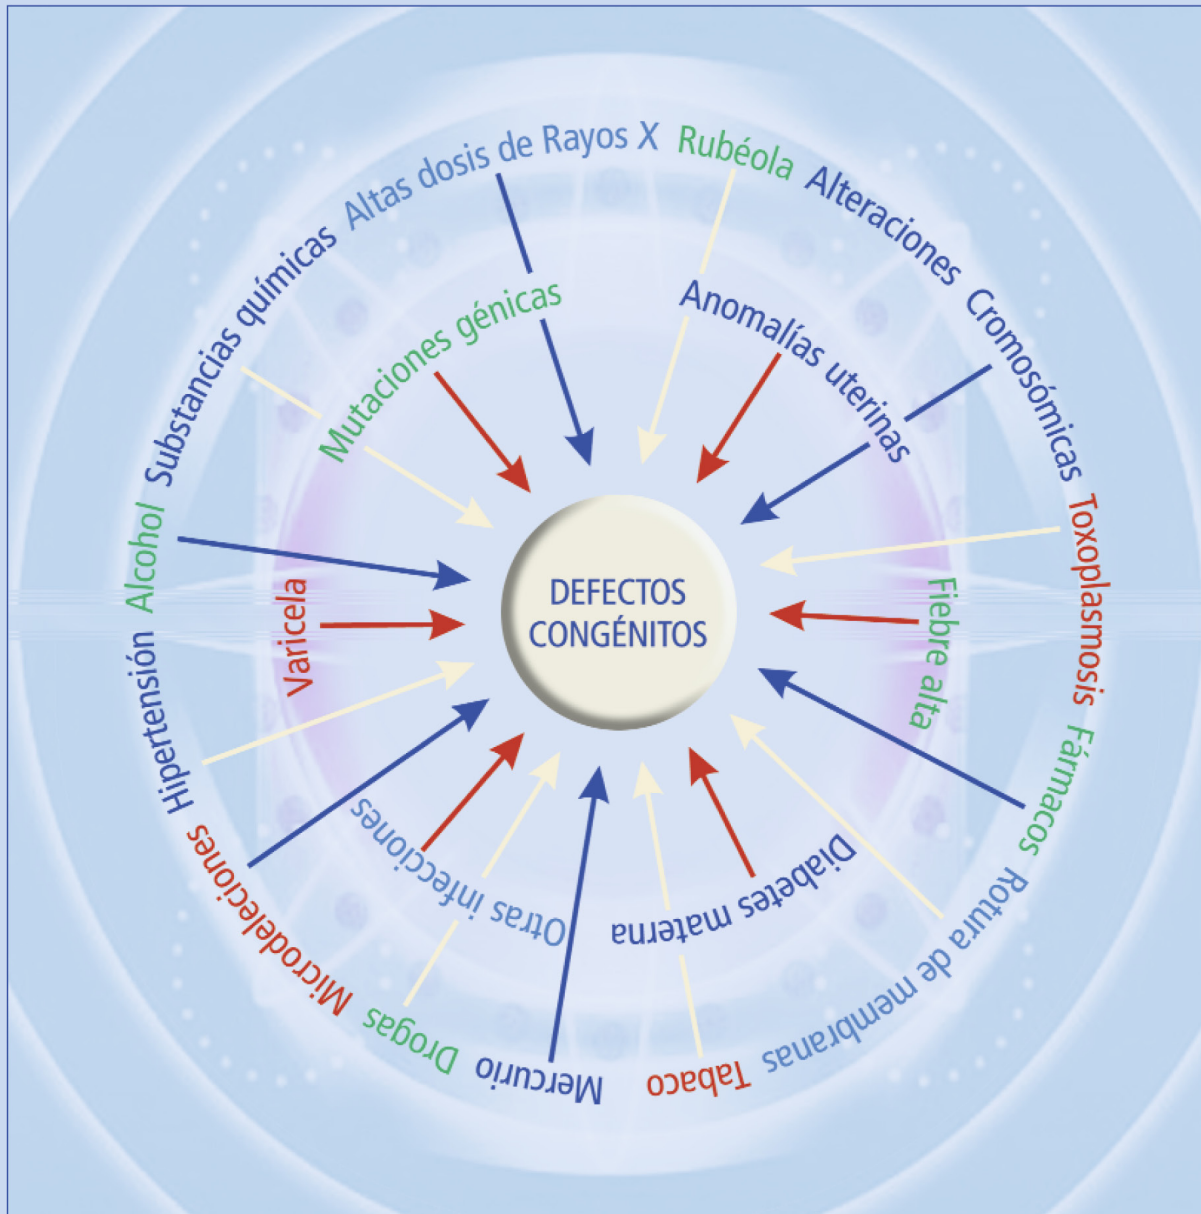 Altas dosis de Rayos X
Rubéola
Alteraciones Cromosómicas
Toxoplasmosis
Fármacos
Rotura de membranas
Tabaco
Mercurio
Drogas
Microdeleciones
Hipertensión
Alcohol
Substancias químicas
Mutaciones génicas
Anomalías uterinas
Fiebre alta
Diabetes materna
Otras infecciones
Varicela
DEFECTOS
CONGÉNITOS